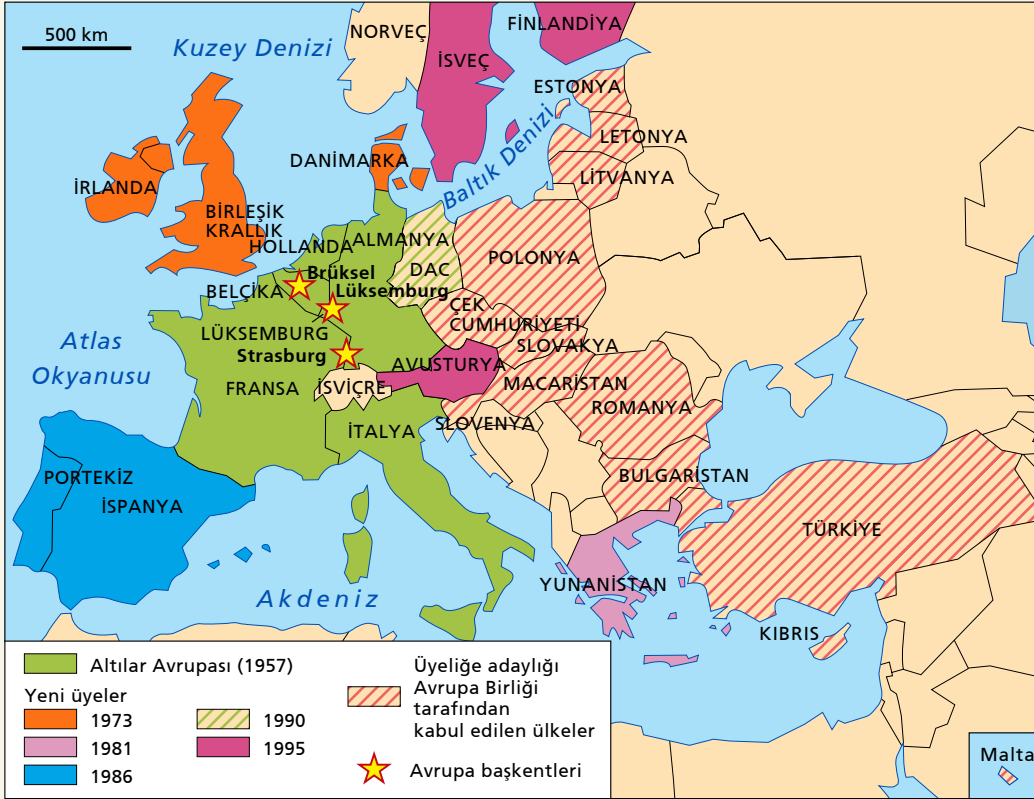 500 km
Kuzey Denizi
NORVEÇ
FİNLANDİYA
İSVEÇ
ESTONYA
LETONYA
LİTVANYA
Baltık Denizi
DANİMARKA
İRLANDA
BİRLEŞİK
KRALLIK
HOLLANDA
ALMANYA
DAC
POLONYA
Brüksel
Lüksemburg
BELÇİKA
ÇEK
CUMHURİYETİ
SLOVAKYA
LÜKSEMBURG
Strasburg
Atlas
Okyanusu
FRANSA
İSVİÇRE
AVUSTURYA
MACARİSTAN
ROMANYA
SLOVENYA
İTALYA
BULGARİSTAN
PORTEKİZ
İSPANYA
TÜRKİYE
YUNANİSTAN
Akdeniz
KIBRIS
Malta
Altılar Avrupası (1957)
Yeni üyeler
1973
1981
1986
1990
1995
Üyeliğe adaylığı
Avrupa Birliği
tarafından
kabul edilen ülkeler
Avrupa başkentleri